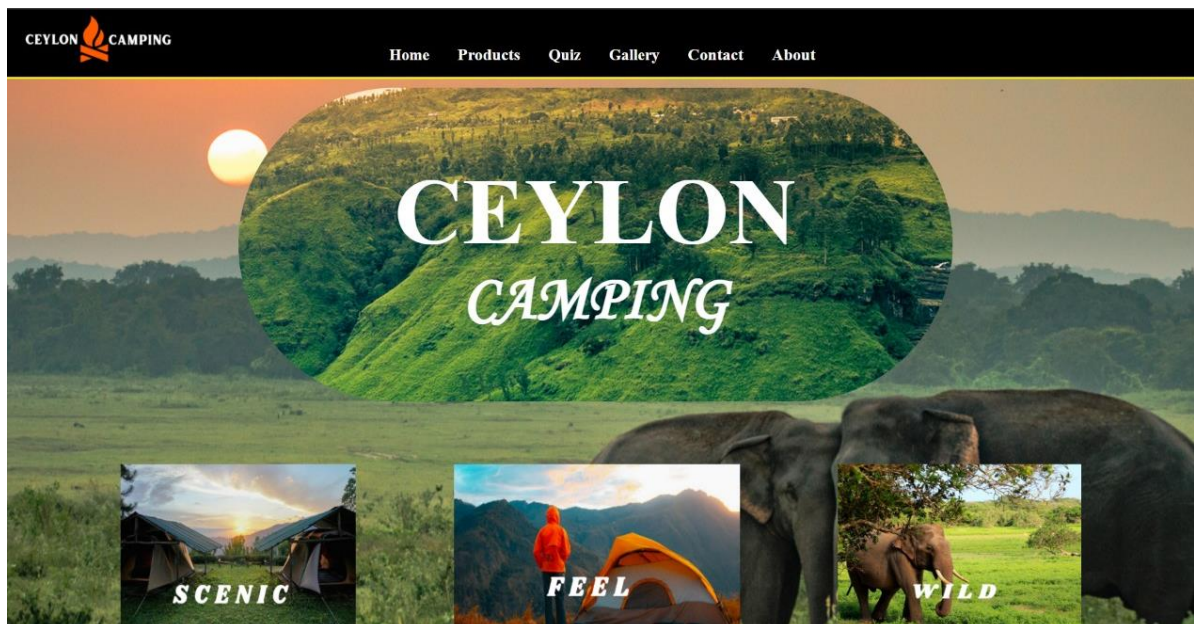 CEYLON CAMPING
Home Products Quiz Gallery Contact About
CEYLON
CAMPING
SCENIC
FEEL
WILD